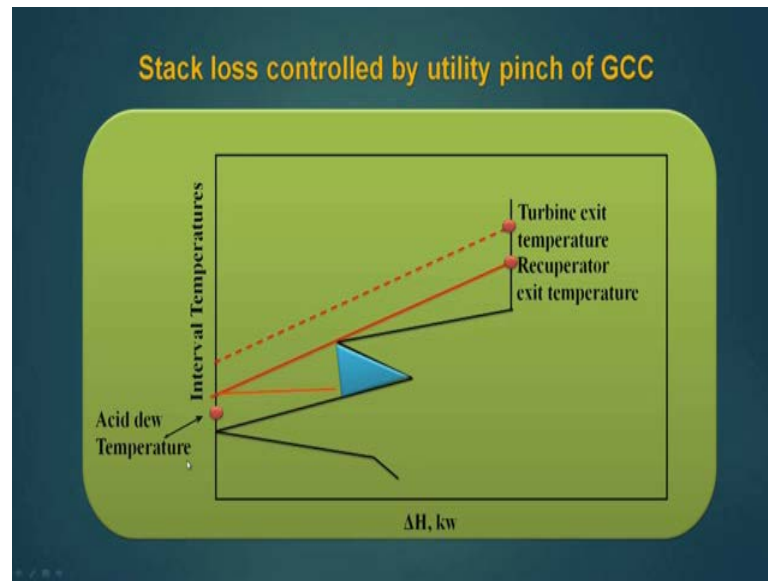 Stack loss controlled by utility pinch of GCC
Interval Temperatures
Turbine exit
temperature
Recuperator
exit temperature
Acid dew
Temperature
ΔH, kw